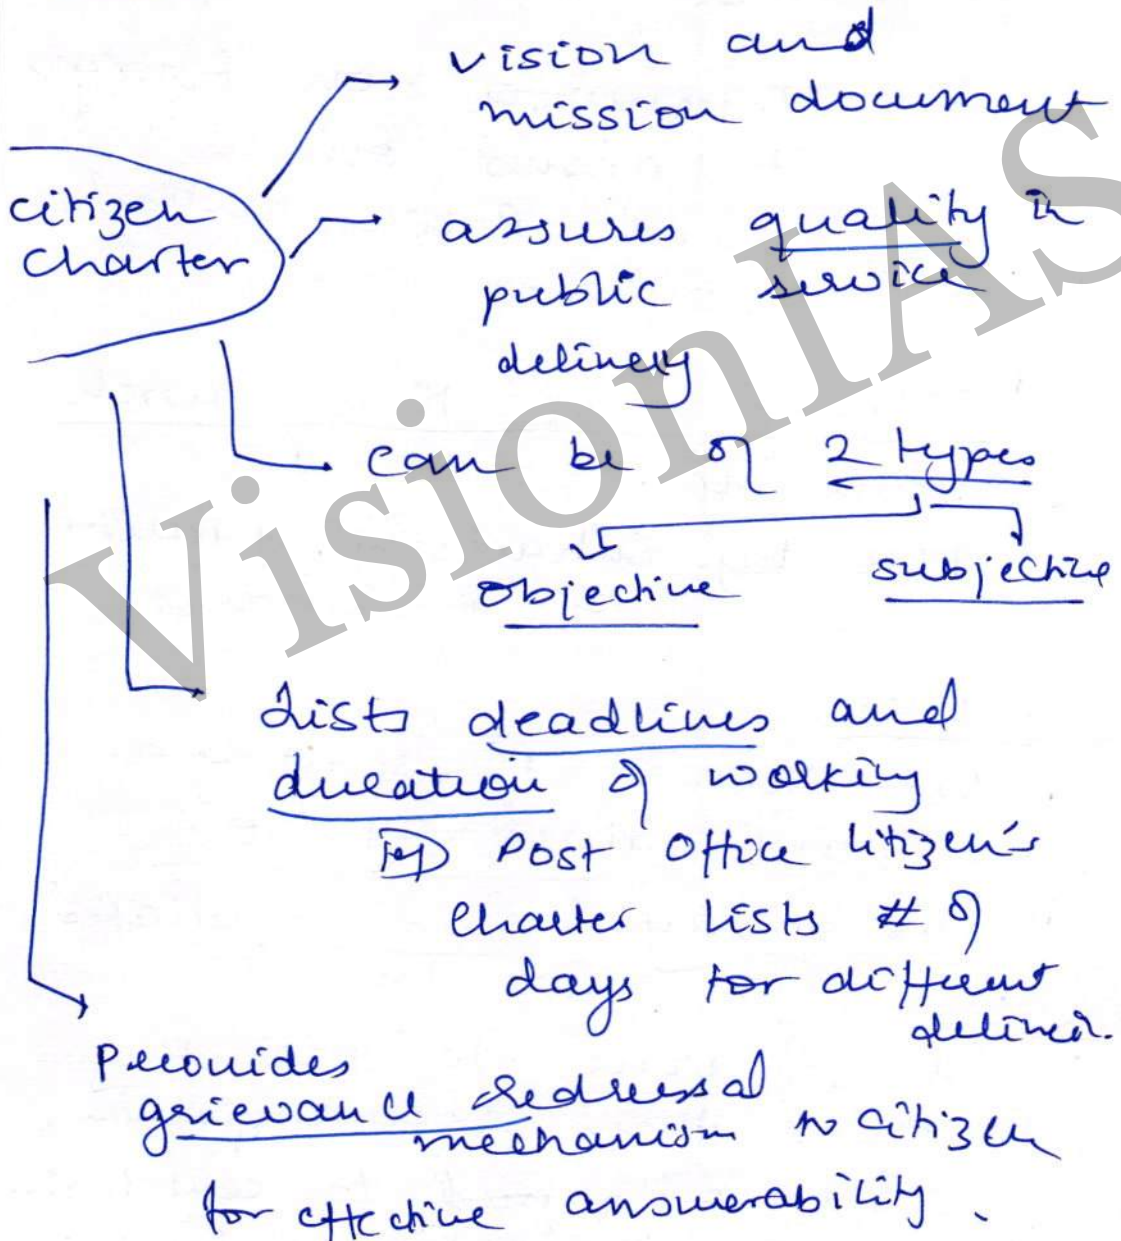 vision and
mission document
citizen
Charter
assures quality in
public service
delivery
can be of 2 types
objective
subjective
Lists deadlines and
duration of working
eg Post Office Citizen's
Charter lists # of
days for different
Provides
grievance redressal
mechanism to citizen
for effective answerability.
VisionIAS